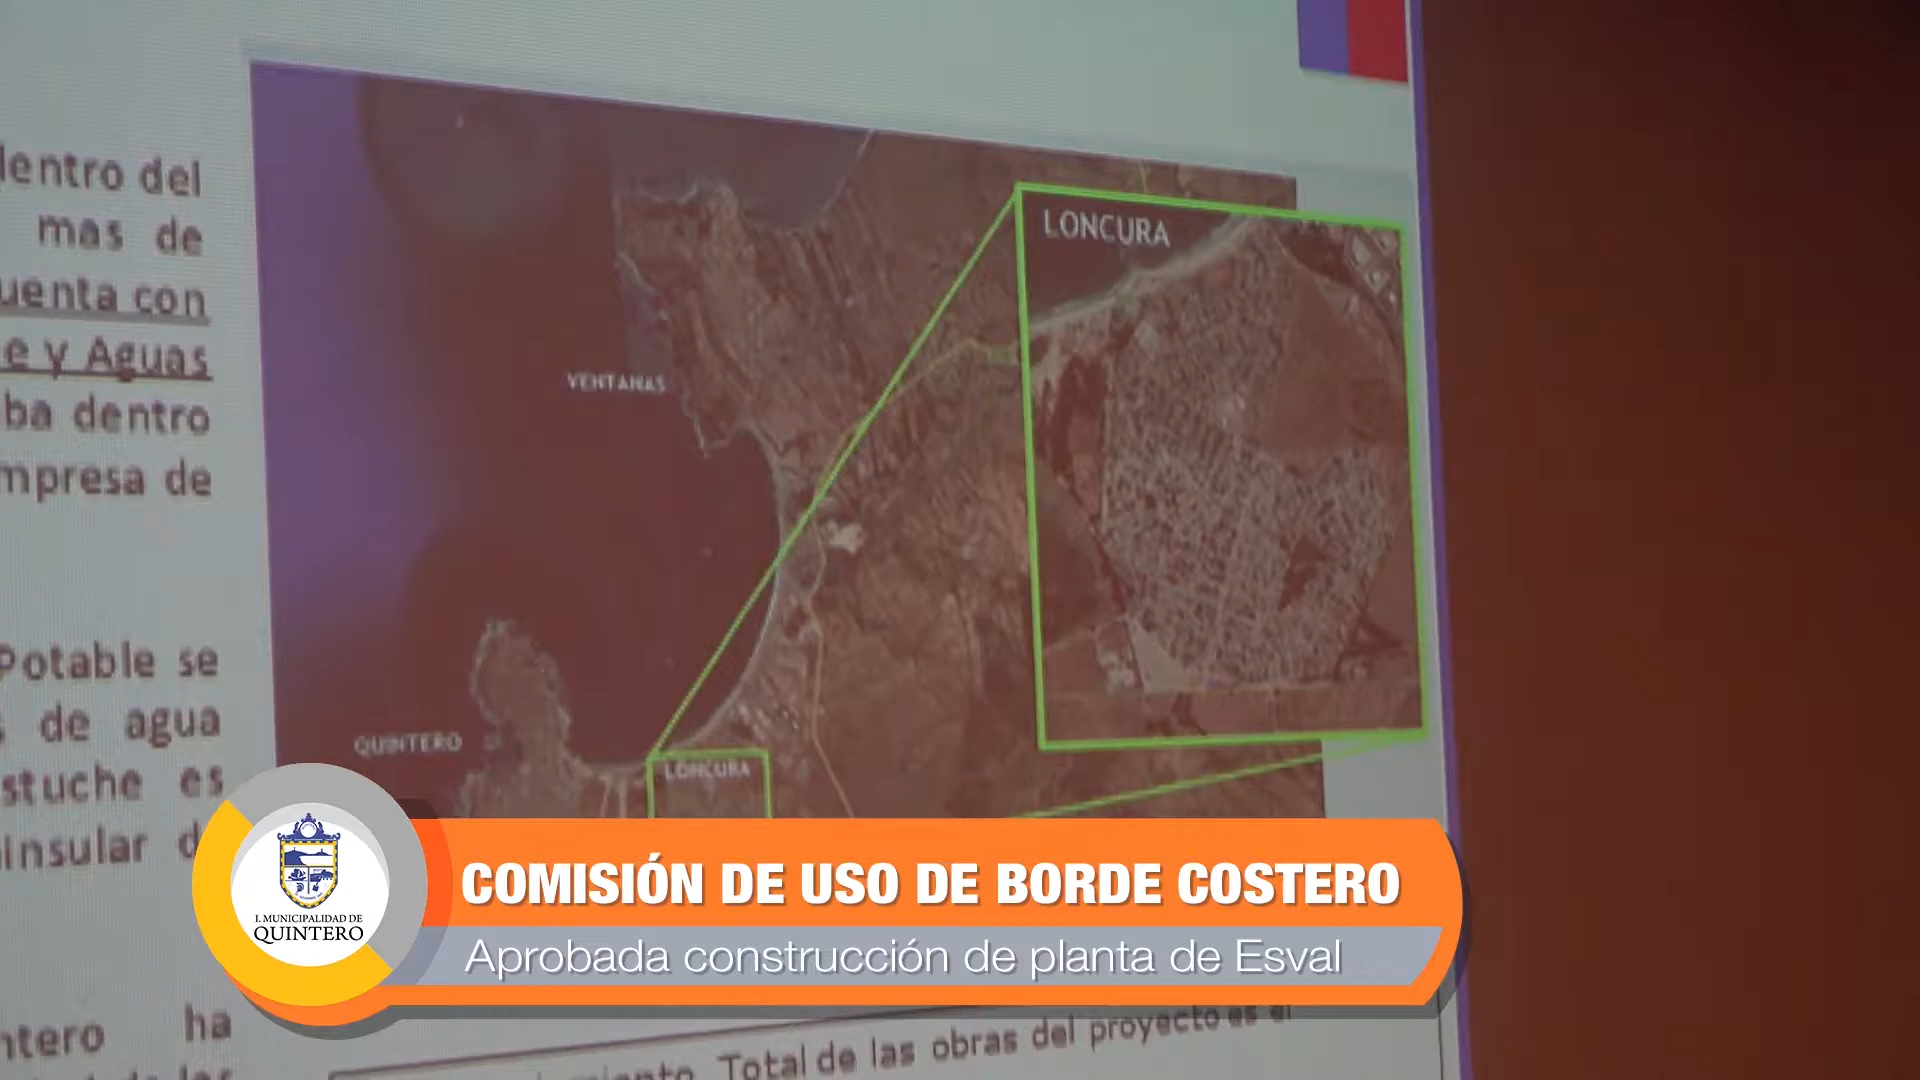 dentro del
mas de
cuenta con
e y Aguas
ba dentro
mpresa de
Potable se
de agua
stuche es
insular
ntero ha
VENTANAS
QUINTERO
LONCURA
LONCURA
I. MUNICIPALIDAD DE
QUINTERO
COMISIÓN DE USO DE BORDE COSTERO
Aprobada construcción de planta de Esval
Total de las obras del proyecto es el